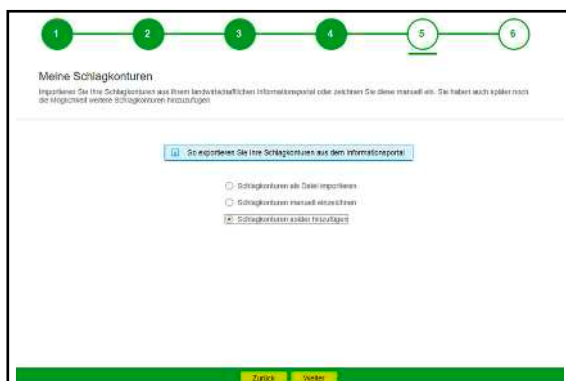 1 2 3 4 5 6
Meine Schlagkonturen
Importieren Sie Ihre Schlagkonturen aus Ihrem landwirtschaftlichen Informationsportal oder zeichnen Sie diese manuell ein. Sie haben auch später noch
die Möglichkeit weitere Schlagkonturen hinzuzufügen.
So exportieren Sie Ihre Schlagkonturen aus dem Informationsportal
Schlagkonturen als Datei importieren
Schlagkonturen manuell einzeichnen
Schlagkonturen später hinzufügen
Zurück Weiter